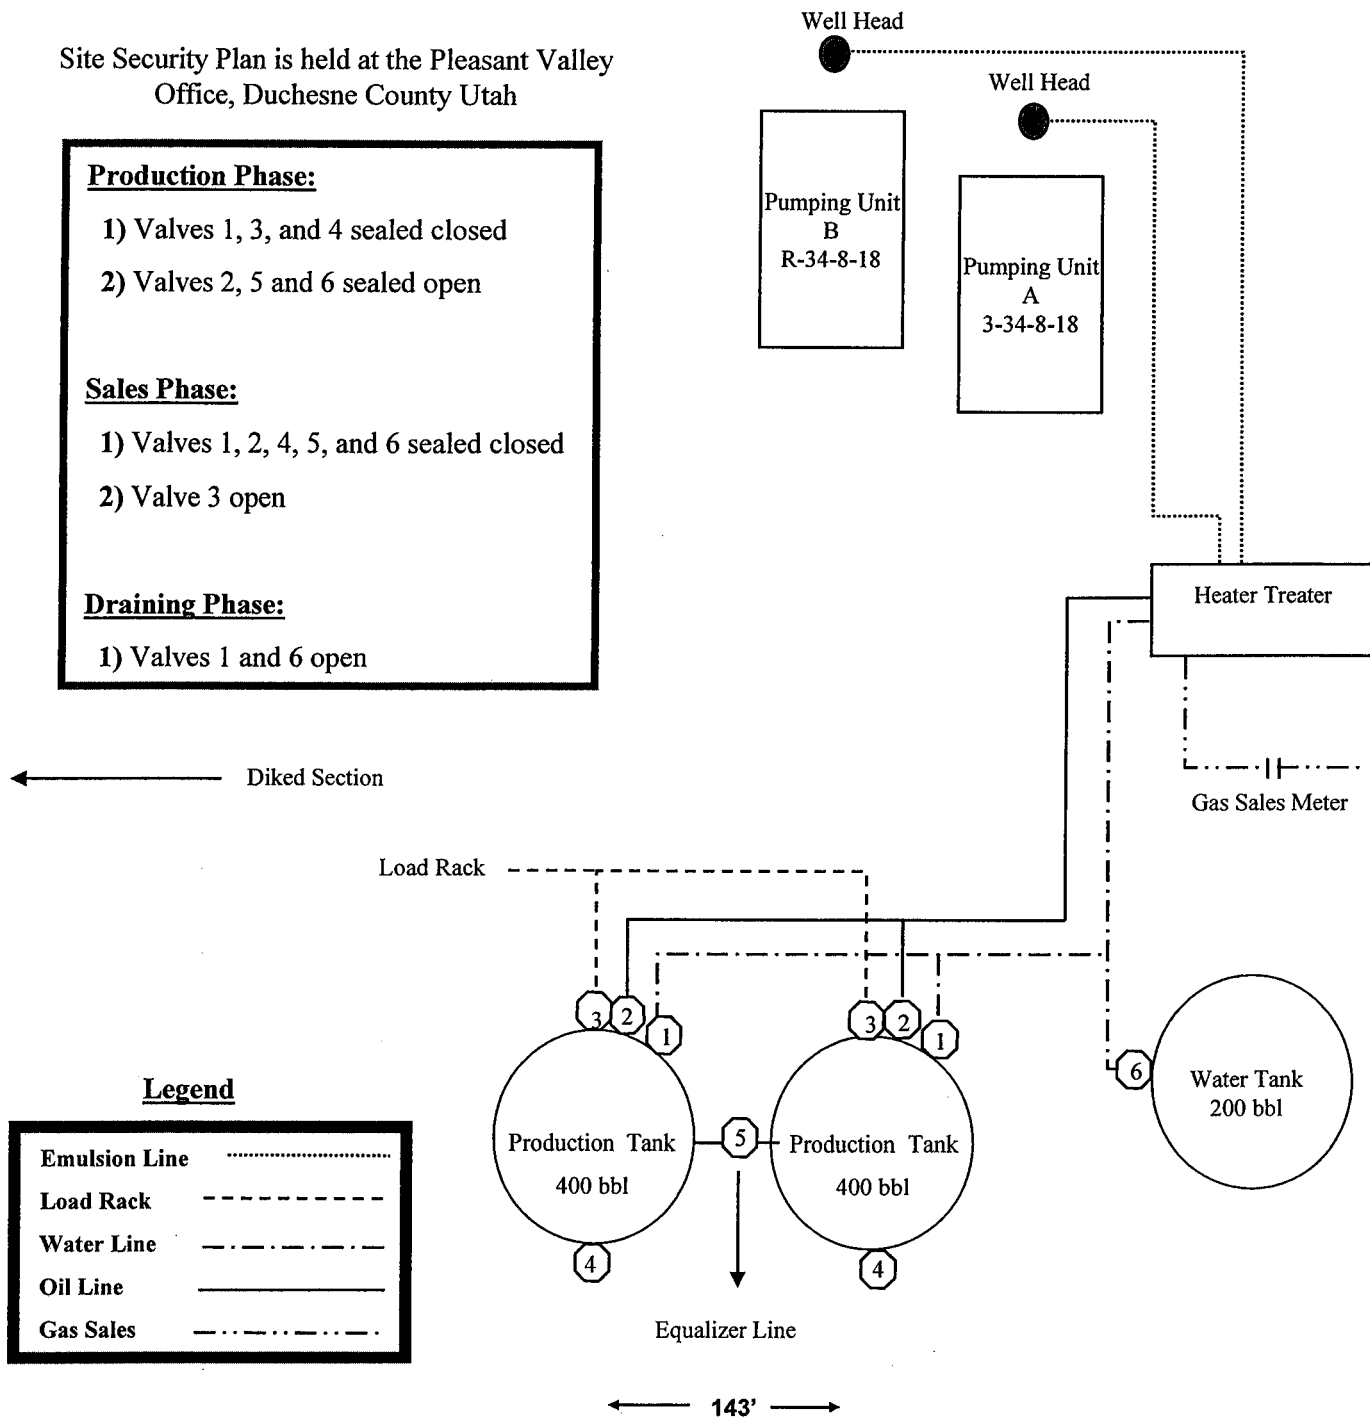 Site Security Plan is held at the Pleasant Valley
Office, Duchesne County Utah
Production Phase:
1) Valves 1, 3, and 4 sealed closed
2) Valves 2, 5 and 6 sealed open
Sales Phase:
1) Valves 1, 2, 4, 5, and 6 sealed closed
2) Valve 3 open
Draining Phase:
1) Valves 1 and 6 open
Well Head
Well Head
Pumping Unit
B
R-34-8-18
Pumping Unit
A
3-34-8-18
Heater Treater
Gas Sales Meter
Diked Section
Load Rack
3
2
1
3
2
1
6
Water Tank
200 bbl
Production Tank
400 bbl
5
Production Tank
400 bbl
4
4
Equalizer Line
Legend
Emulsion Line
Load Rack
Water Line
Oil Line
Gas Sales
143'